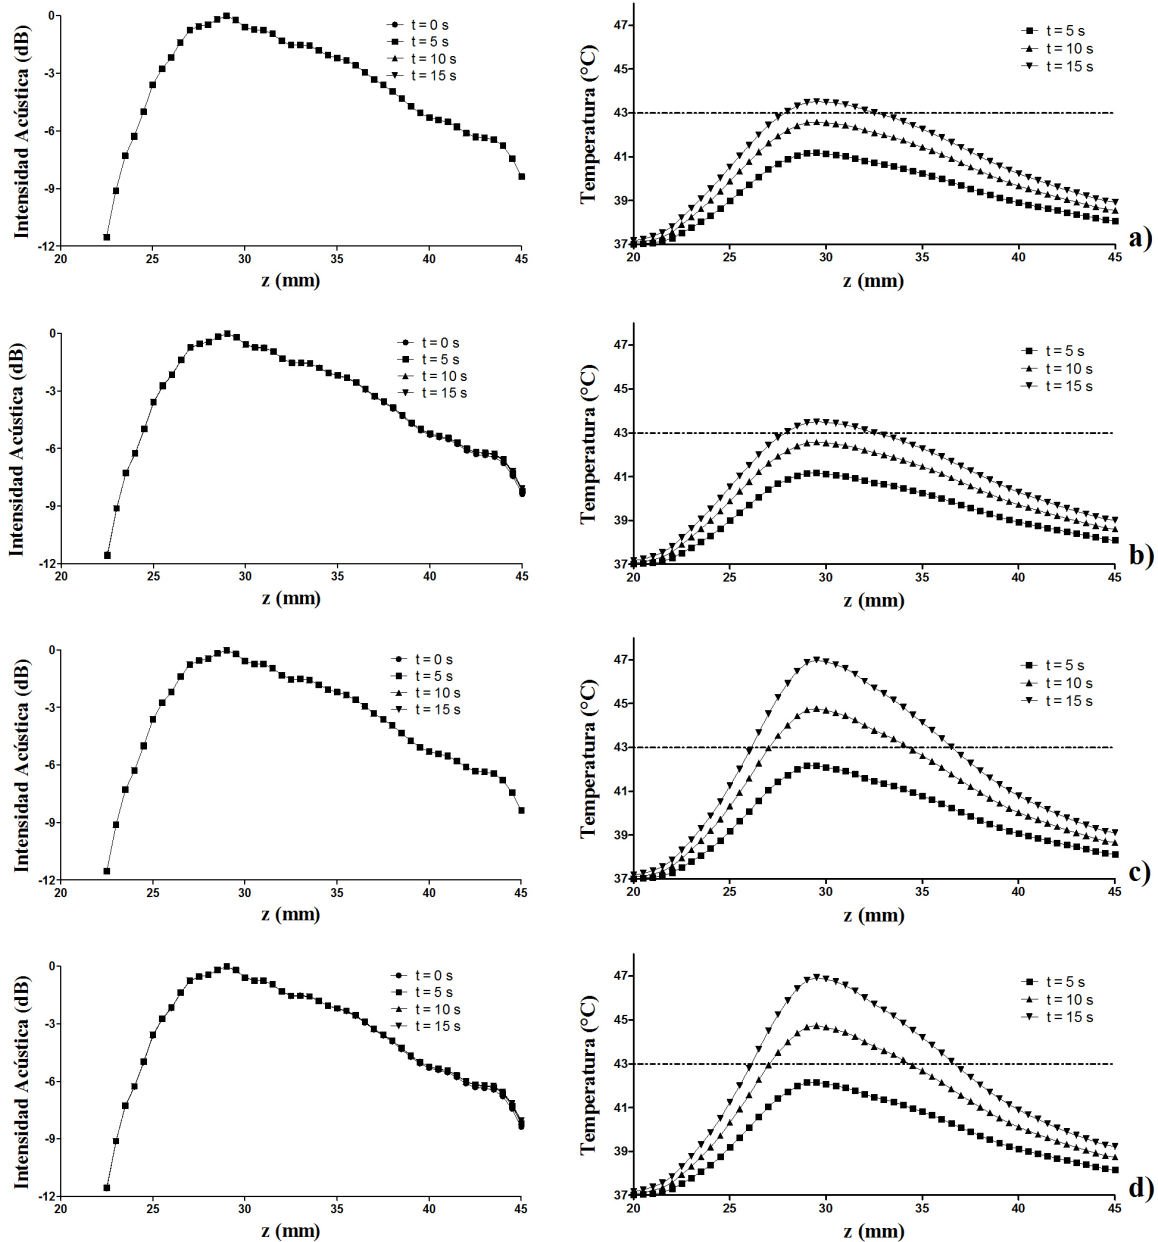 Intensidad Acústica (dB)
0
-3
-6
-9
-12
20 25 30 35 40 45
z (mm)
t = 0 s
t = 5 s
t = 10 s
t = 15 s
Temperatura (°C)
47
45
43
41
39
37
20 25 30 35 40 45
z (mm)
t = 5 s
t = 10 s
t = 15 s
a)
Intensidad Acústica (dB)
0
-3
-6
-9
-12
20 25 30 35 40 45
z (mm)
t = 0 s
t = 5 s
t = 10 s
t = 15 s
Temperatura (°C)
47
45
43
41
39
37
20 25 30 35 40 45
z (mm)
t = 5 s
t = 10 s
t = 15 s
b)
Intensidad Acústica (dB)
0
-3
-6
-9
-12
20 25 30 35 40 45
z (mm)
t = 0 s
t = 5 s
t = 10 s
t = 15 s
Temperatura (°C)
47
45
43
41
39
37
20 25 30 35 40 45
z (mm)
t = 5 s
t = 10 s
t = 15 s
c)
Intensidad Acústica (dB)
0
-3
-6
-9
-12
20 25 30 35 40 45
z (mm)
t = 0 s
t = 5 s
t = 10 s
t = 15 s
Temperatura (°C)
47
45
43
41
39
37
20 25 30 35 40 45
z (mm)
t = 5 s
t = 10 s
t = 15 s
d)